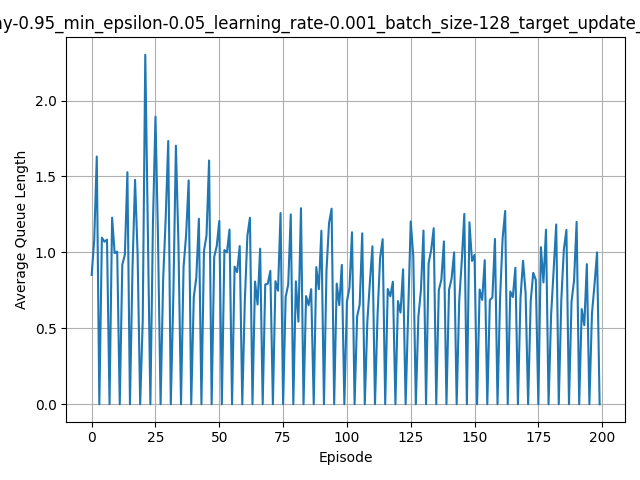 ay-0.95_min_epsilon-0.05_learning_rate-0.001_batch_size-128_target_update_
Average Queue Length
2.0
1.5
1.0
0.5
0.0
0 25 50 75 100 125 150 175 200
Episode